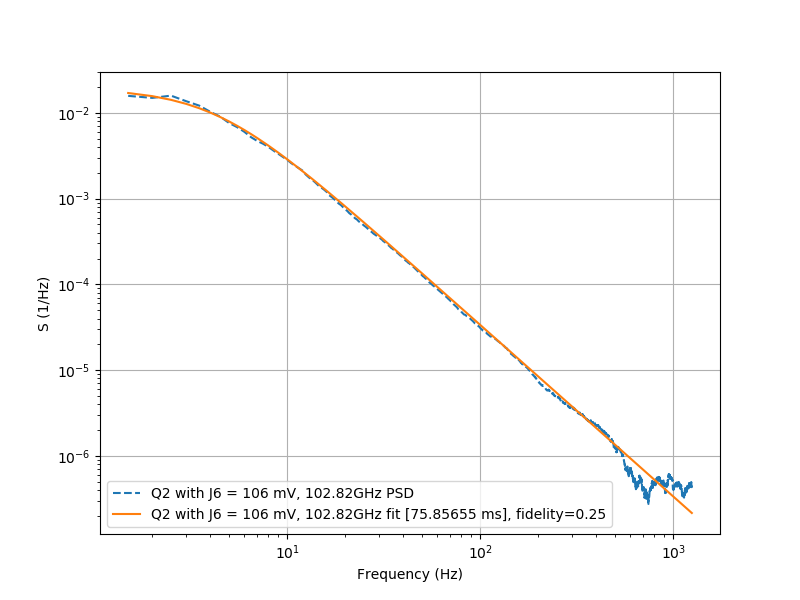 10⁻²
10⁻³
10⁻⁴
10⁻⁵
10⁻⁶
S (1/Hz)
Q2 with J6 = 106 mV, 102.82GHz PSD
Q2 with J6 = 106 mV, 102.82GHz fit [75.85655 ms], fidelity=0.25
10¹ 10² 10³
Frequency (Hz)